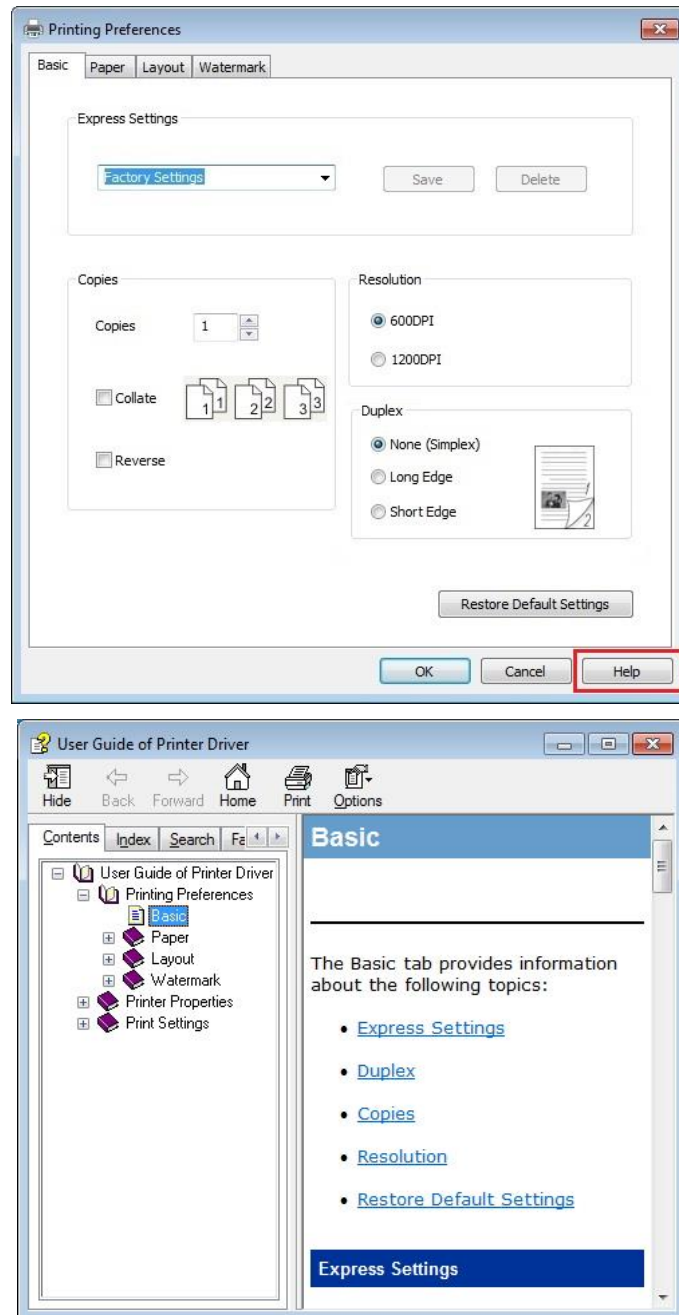 Printing Preferences
Basic Paper Layout Watermark
Express Settings
Factory Settings Save Delete
Copies
Copies 1
Collate 1 1 2 2 3 3
Reverse
Resolution
600DPI
1200DPI
Duplex
None (Simplex)
Long Edge
Short Edge
1
2
Restore Default Settings
OK Cancel Help
User Guide of Printer Driver
Hide Back Forward Home Print Options
Contents Index Search Fa
User Guide of Printer Driver
Printing Preferences
Basic
Paper
Layout
Watermark
Printer Properties
Print Settings
Basic
The Basic tab provides information
about the following topics:
• Express Settings
• Duplex
• Copies
• Resolution
• Restore Default Settings
Express Settings